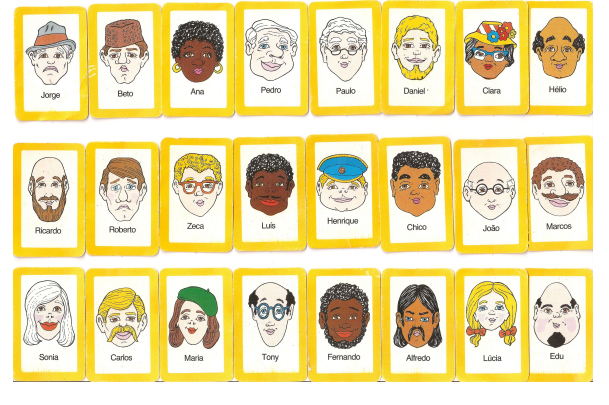 Jorge
Beto
Ana
Pedro
Paulo
Daniel
Clara
Hélio
Ricardo
Roberto
Zeca
Luís
Henrique
Chico
João
Marcos
Sonia
Carlos
Maria
Tony
Fernando
Alfredo
Lúcia
Edu